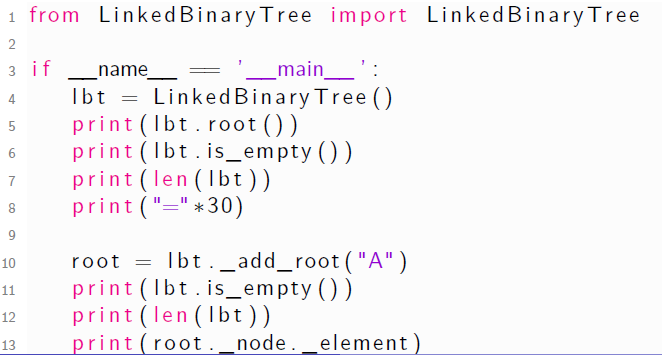 1 from LinkedBinaryTree import LinkedBinaryTree
2
3 if __name__ == '__main__':
4     lbt = LinkedBinaryTree()
5     print(lbt.root())
6     print(lbt.is_empty())
7     print(len(lbt))
8     print("="*30)
9
10     root = lbt._add_root("A")
11     print(lbt.is_empty())
12     print(len(lbt))
13     print(root._node._element)